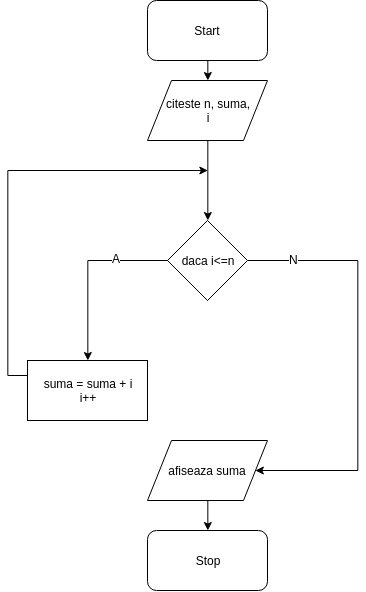 Start
citeste n, suma,
i
daca i<=n
A
N
suma = suma + i
i++
afiseaza suma
Stop